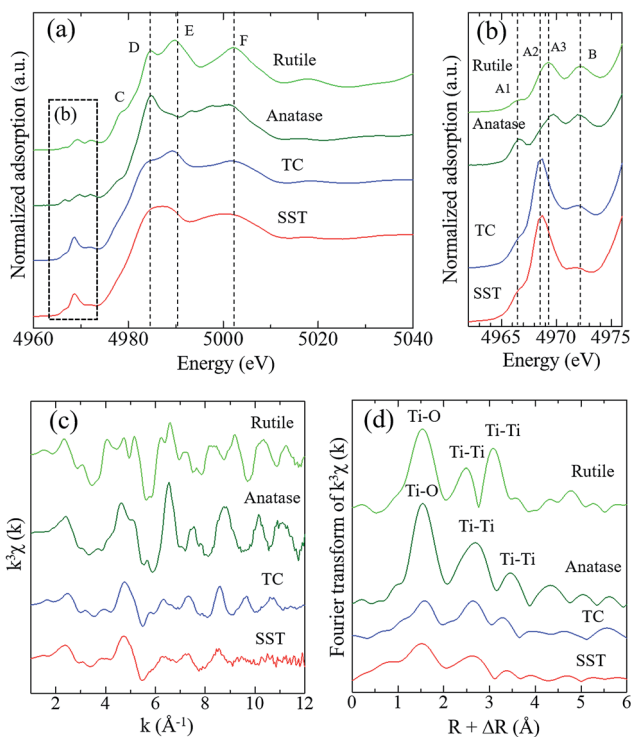 (a)
D
E
F
Rutile
C
(b)
Anatase
TC
SST
Normalized adsorption (a.u.)
4960 4980 5000 5020 5040
Energy (eV)
(b)
A2 A3
B
Rutile
A1
Anatase
TC
SST
Normalized adsorption (a.u.)
4965 4970 4975
Energy (eV)
(c)
Rutile
Anatase
TC
SST
k³χ (k)
2 4 6 8 10 12
k (Å⁻¹)
(d)
Ti-O
Ti-Ti
Ti-Ti
Rutile
Ti-O
Ti-Ti
Ti-Ti
Anatase
TC
SST
Fourier transform of k³χ (k)
0 1 2 3 4 5 6
R + ΔR (Å)